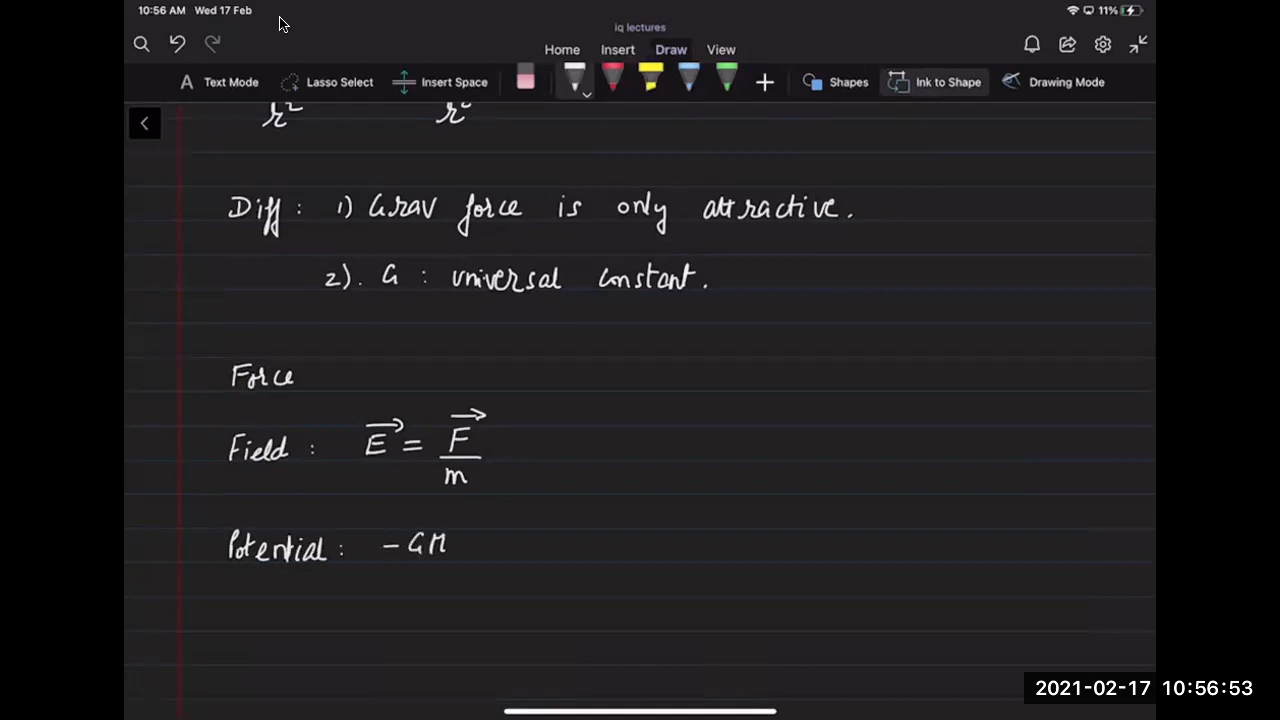 10:56 AM Wed 17 Feb
11%
iq lectures
Home Insert Draw View
Text Mode Lasso Select Insert Space Shapes Ink to Shape Drawing Mode
r² r²
Diff : 1) Grav force is only attractive.
2). G : universal constant.
Force
Field : E⃗ = F⃗/m
Potential : - GM
2021-02-17 10:56:53